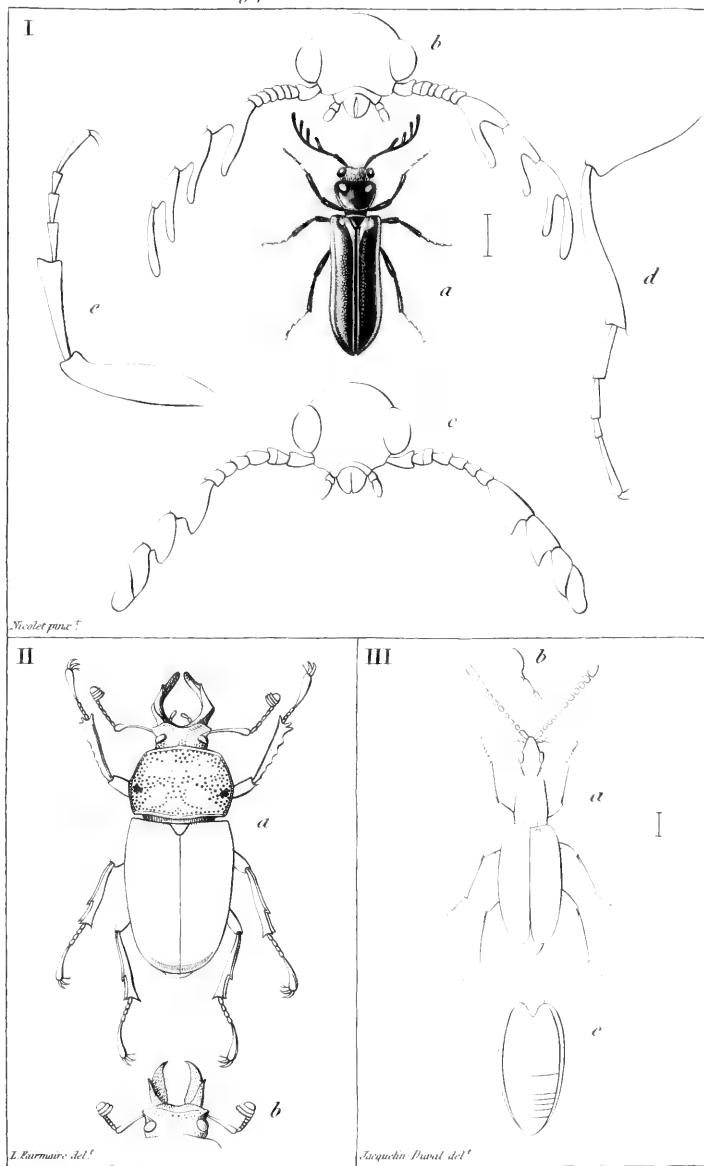 I
b
a
e
d
c
Nicolet pinx.t
II
III
b
a
a
c
b
L. Fairmaire del.t
Jacquelin-Duval del.t